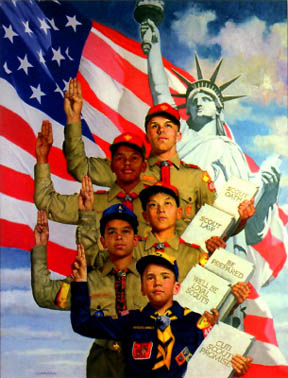 SCOUT
OATH
SCOUT
LAW
BE
PREPARED
WE'LL BE
LOYAL
SCOUTS
CUB
SCOUT
PROMISE